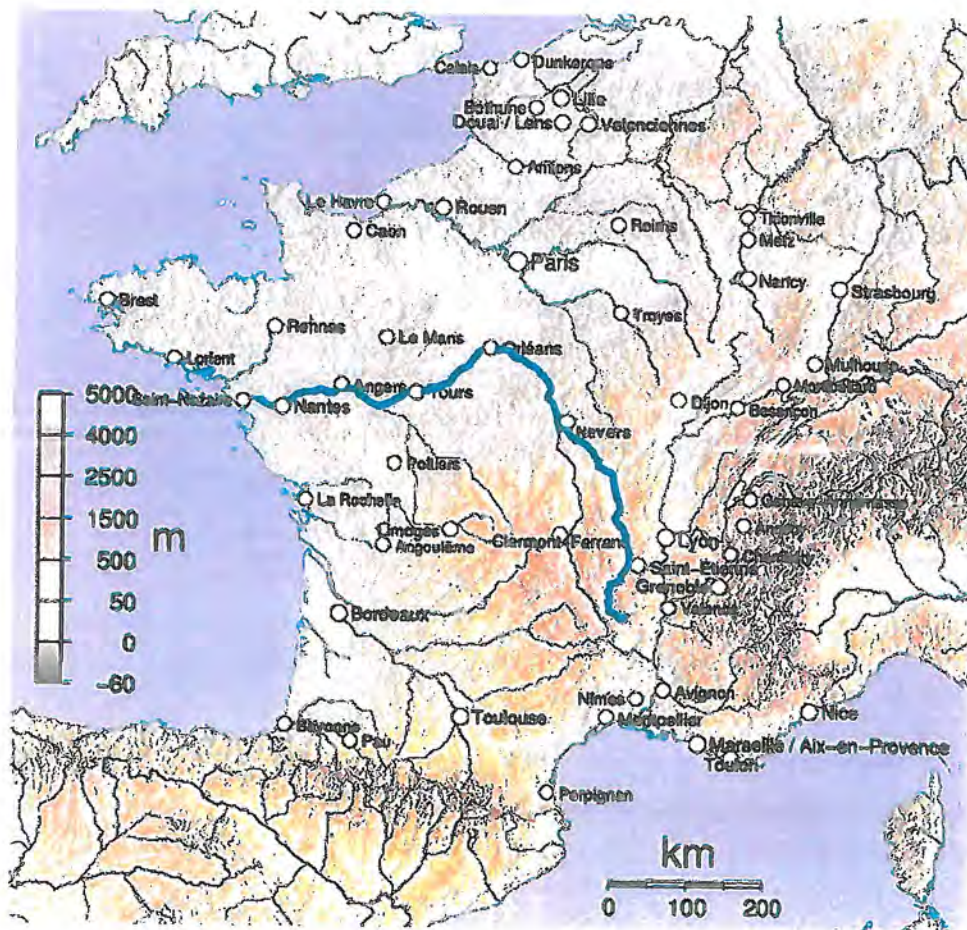 Calais
Dunkerque
Lille
Béthune
Douai / Lens
Valenciennes
Amiens
Le Havre
Rouen
Reims
Thionville
Caën
Metz
Paris
Nancy
Brest
Strasbourg
Troyes
Rennes
Le Mans
Orléans
Lorient
Mulhouse
Montbéliard
Angers
Tours
Dijon
Besançon
Saint-Nazaire
Nantes
Nevers
Poitiers
La Rochelle
Limoges
Annecy
Angoulême
Clermont-Ferrand
Lyon
Chambéry
Saint-Étienne
Grenoble
Valence
Bordeaux
5000
4000
2500
1500
500
50
0
-60
m
Avignon
Nîmes
Nice
Toulouse
Montpellier
Bayonne
Pau
Marseille / Aix-en-Provence
Toulon
Perpignan
km
0 100 200